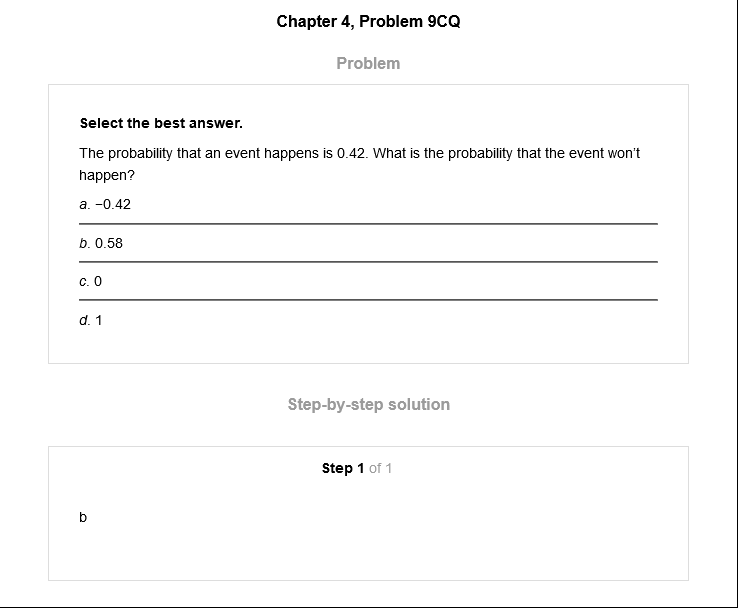 Chapter 4, Problem 9CQ
Problem
Select the best answer.
The probability that an event happens is 0.42. What is the probability that the event won’t
happen?
a. −0.42
b. 0.58
c. 0
d. 1
Step-by-step solution
Step 1 of 1
b